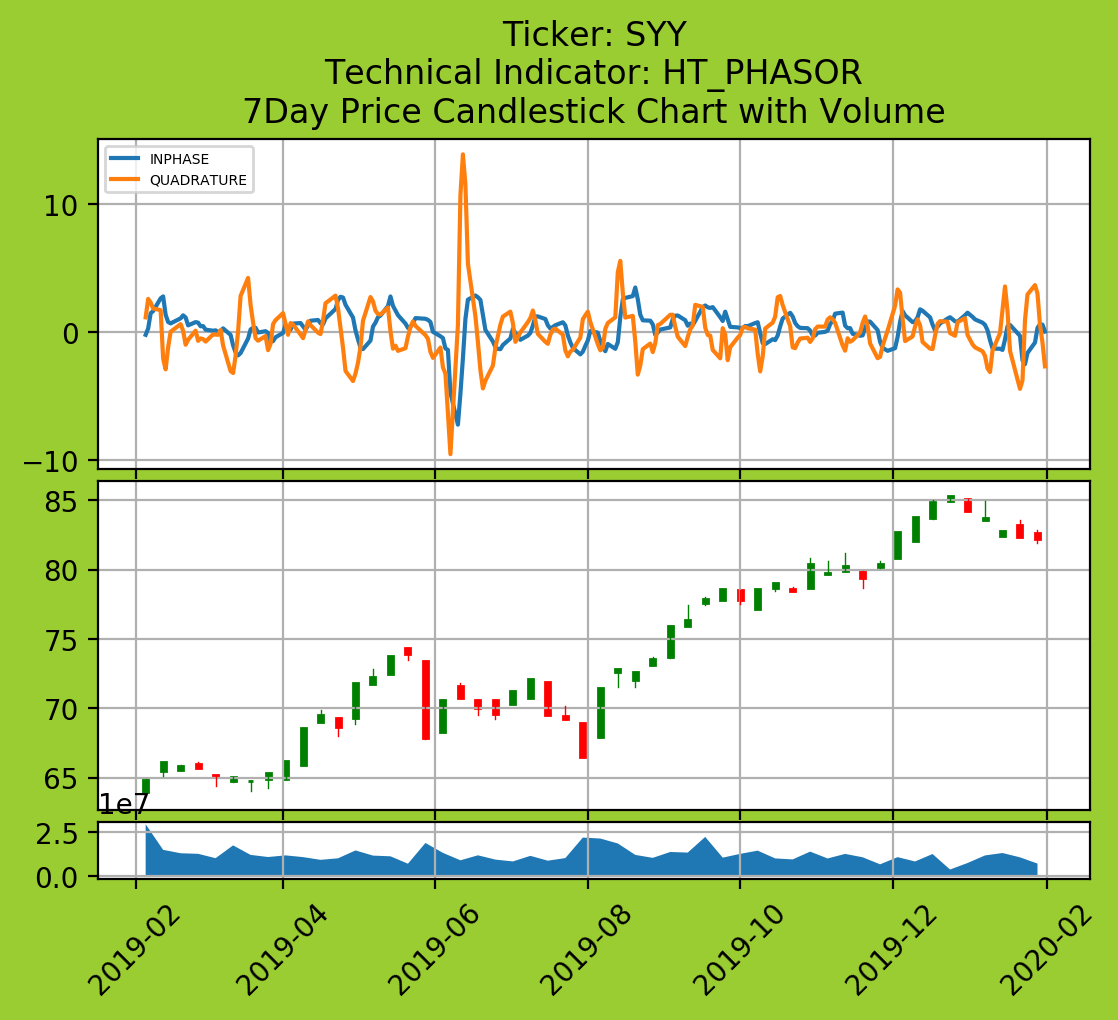 Ticker: SYY
Technical Indicator: HT_PHASOR
7Day Price Candlestick Chart with Volume
INPHASE
QUADRATURE
10
0
−10
85
80
75
70
65
1e7
2.5
0.0
2019-02
2019-04
2019-06
2019-08
2019-10
2019-12
2020-02